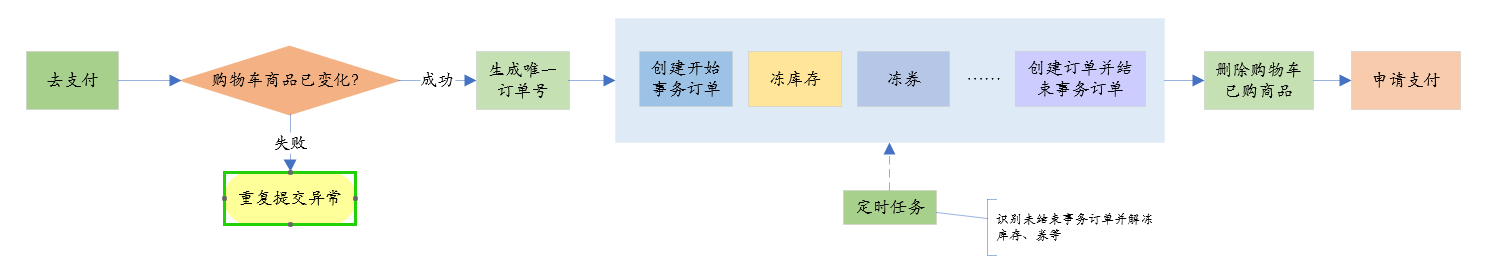 去支付
购物车商品已变化?
成功
生成唯一
订单号
创建开始
事务订单
冻库存
冻券
……
创建订单并结
束事务订单
删除购物车
已购商品
申请支付
失败
重复提交异常
定时任务
识别未结束事务订单并解冻
库存、券等